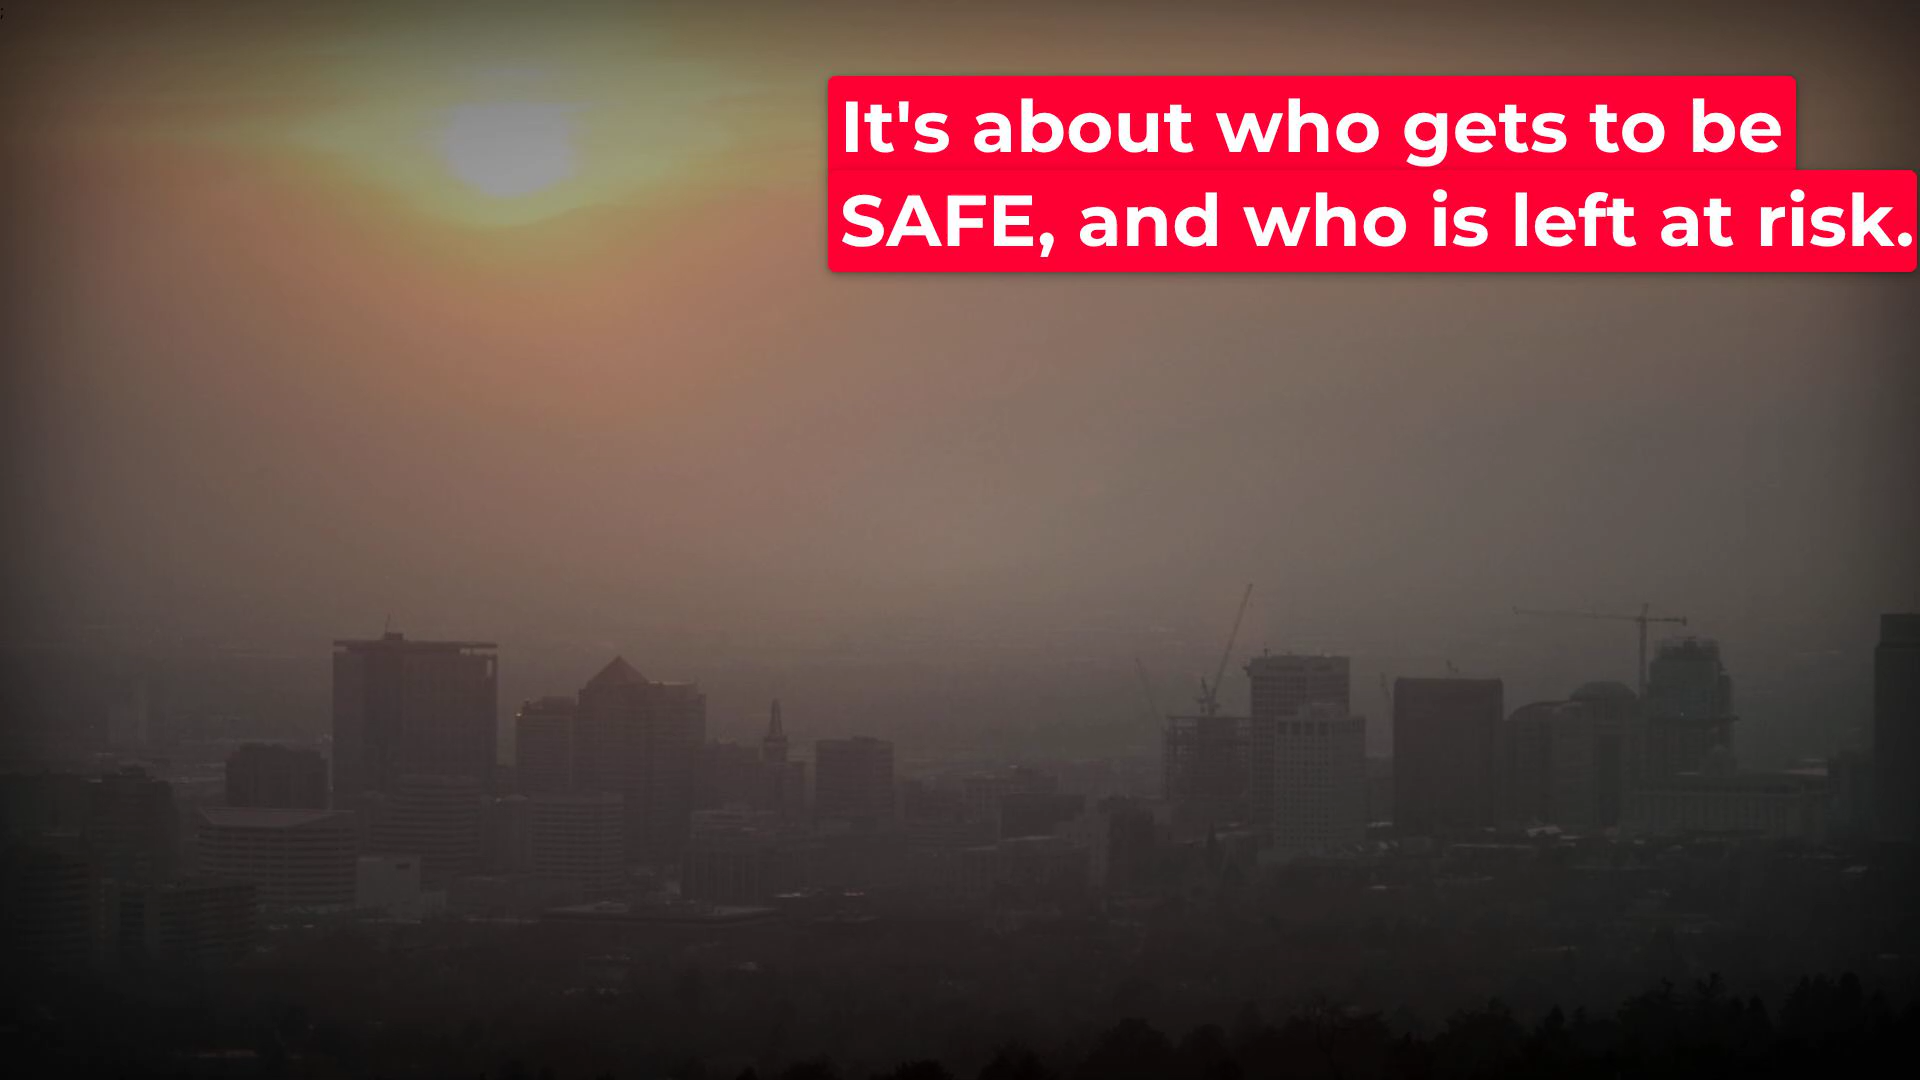 It's about who gets to be
SAFE, and who is left at risk.